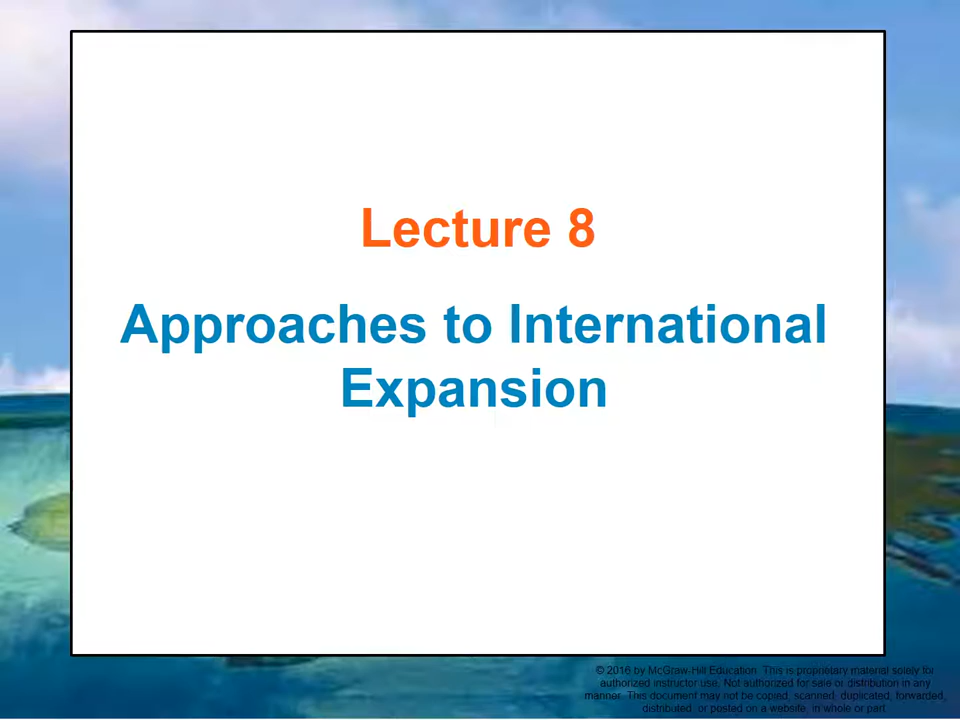 Lecture 8
Approaches to International
Expansion
© 2016 by McGraw-Hill Education. This is proprietary material solely for
authorized instructor use. Not authorized for sale or distribution in any
manner. This document may not be copied, scanned, duplicated, forwarded,
distributed, or posted on a website, in whole or part.